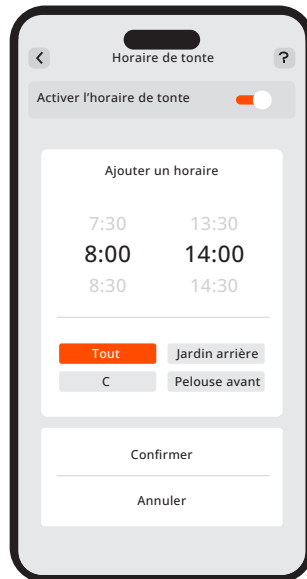 Horaire de tonte
?
Activer l'horaire de tonte
Ajouter un horaire
7:30 13:30
8:00 14:00
8:30 14:30
Tout Jardin arrière
C Pelouse avant
Confirmer
Annuler